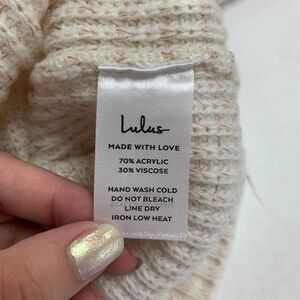 Lulus
MADE WITH LOVE
70% ACRYLIC
30% VISCOSE
HAND WASH COLD
DO NOT BLEACH
LINE DRY
IRON LOW HEAT